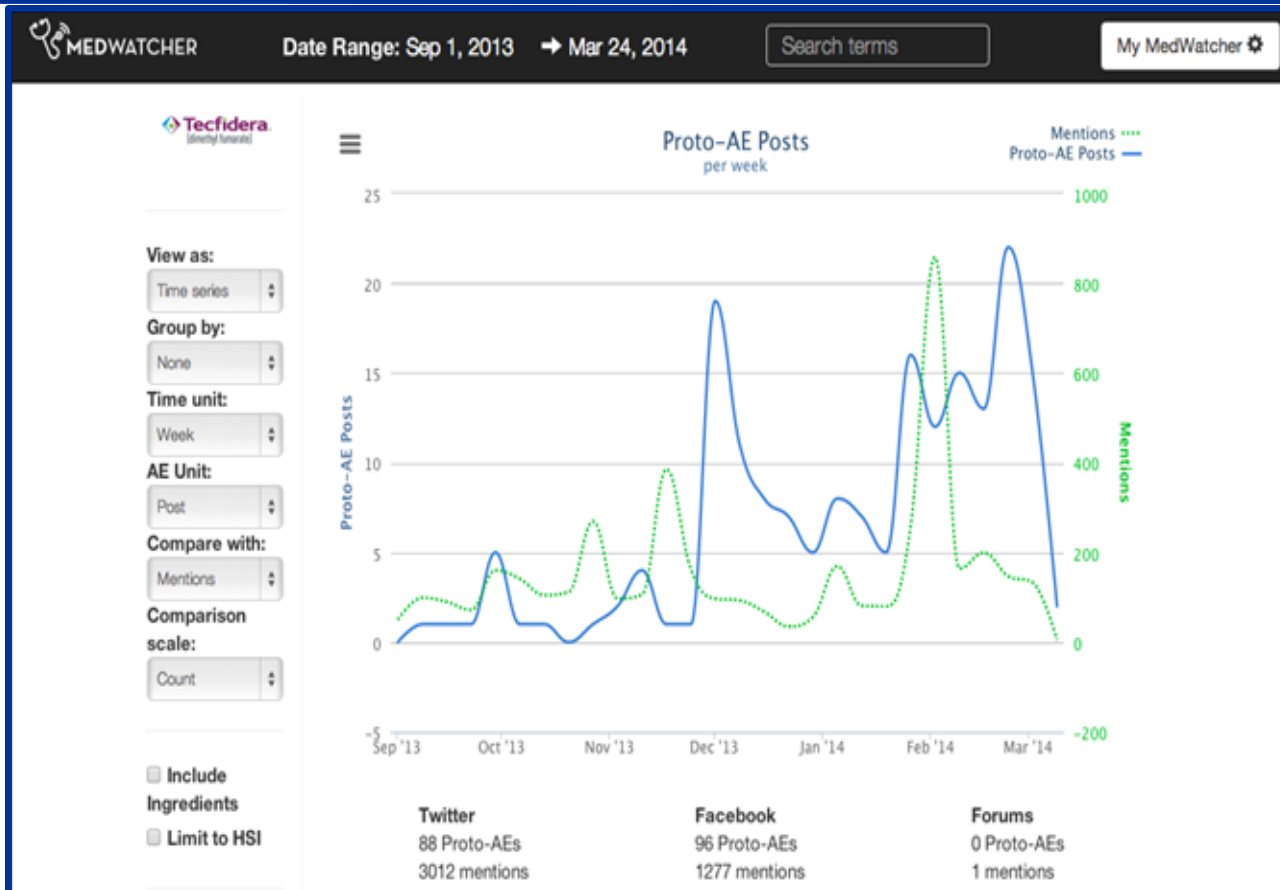 MEDWATCHER
Date Range: Sep 1, 2013 ➔ Mar 24, 2014
Search terms
My MedWatcher
Tecfidera
(dimethyl fumarate)
View as:
Time series
Group by:
None
Time unit:
Week
AE Unit:
Post
Compare with:
Mentions
Comparison
scale:
Count
Include
Ingredients
Limit to HSI
Proto-AE Posts
per week
Mentions
Proto-AE Posts
25
20
15
10
5
0
-5
Proto-AE Posts
1000
800
600
400
200
0
-200
Mentions
Sep '13
Oct '13
Nov '13
Dec '13
Jan '14
Feb '14
Mar '14
Twitter
88 Proto-AEs
3012 mentions
Facebook
96 Proto-AEs
1277 mentions
Forums
0 Proto-AEs
1 mentions